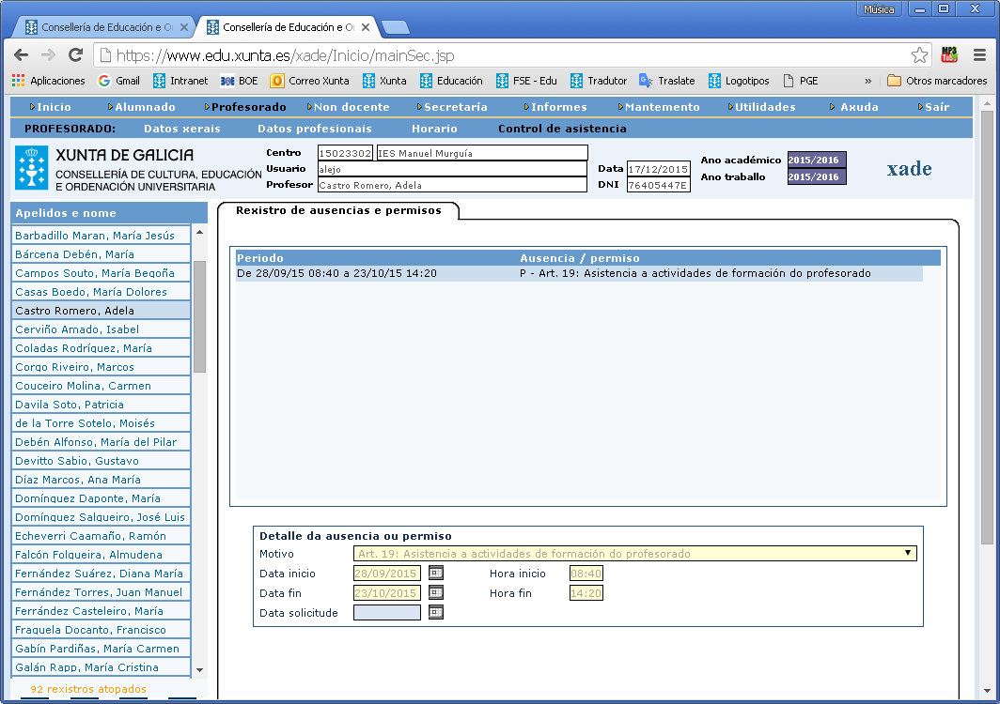 Música
Consellería de Educación e O
Consellería de Educación e O
https://www.edu.xunta.es/xade/Inicio/mainSec.jsp
MP3
Aplicaciones Gmail Intranet BOE Correo Xunta Xunta Educación FSE - Edu Tradutor Traslate Logotipos PGE » Otros marcadores
Inicio Alumnado Profesorado Non docente Secretaría Informes Mantemento Utilidades Axuda Saír
PROFESORADO: Datos xerais Datos profesionais Horario Control de asistencia
XUNTA DE GALICIA
CONSELLERÍA DE CULTURA, EDUCACIÓN
E ORDENACIÓN UNIVERSITARIA
Centro 15023302 IES Manuel Murguía
Usuario alejo
Profesor Castro Romero, Adela
Data 17/12/2015
DNI 76405447E
Ano académico 2015/2016
Ano traballo 2015/2016
xade
Apelidos e nome
Barbadillo Maran, María Jesús
Bárcena Debén, María
Campos Souto, María Begoña
Casas Boedo, María Dolores
Castro Romero, Adela
Cerviño Amado, Isabel
Coladas Rodríguez, María
Corgo Riveiro, Marcos
Couceiro Molina, Carmen
Davila Soto, Patricia
de la Torre Sotelo, Moisés
Debén Alfonso, María del Pilar
Devitto Sabio, Gustavo
Díaz Marcos, Ana María
Domínguez Daponte, María
Domínguez Salgueiro, José Luis
Echeverri Caamaño, Ramón
Falcón Folgueira, Almudena
Fernández Suárez, Diana María
Fernández Torres, Juan Manuel
Ferrández Casteleiro, María
Fraguela Docanto, Francisco
Gabín Pardiñas, María Carmen
Galán Rapp, María Cristina
92 rexistros atopados
Rexistro de ausencias e permisos
Periodo Ausencia / permiso
De 28/09/15 08:40 a 23/10/15 14:20 P - Art. 19: Asistencia a actividades de formación do profesorado
Detalle da ausencia ou permiso
Motivo Art. 19: Asistencia a actividades de formación do profesorado
Data inicio 28/09/2015 Hora inicio 08:40
Data fin 23/10/2015 Hora fin 14:20
Data solicitude